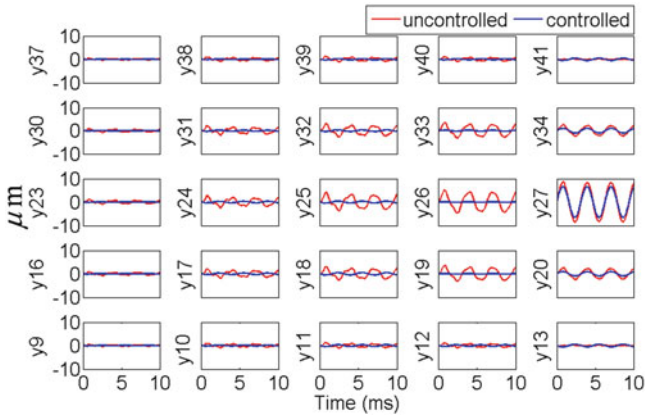 uncontrolled controlled
10
0
-10
y37
y38
y39
y40
y41
10
0
-10
y30
y31
y32
y33
y34
μm
10
0
-10
y23
y24
y25
y26
y27
10
0
-10
y16
y17
y18
y19
y20
10
0
-10
y9
y10
y11
y12
y13
0 5 10 0 5 10 0 5 10 0 5 10 0 5 10
Time (ms)